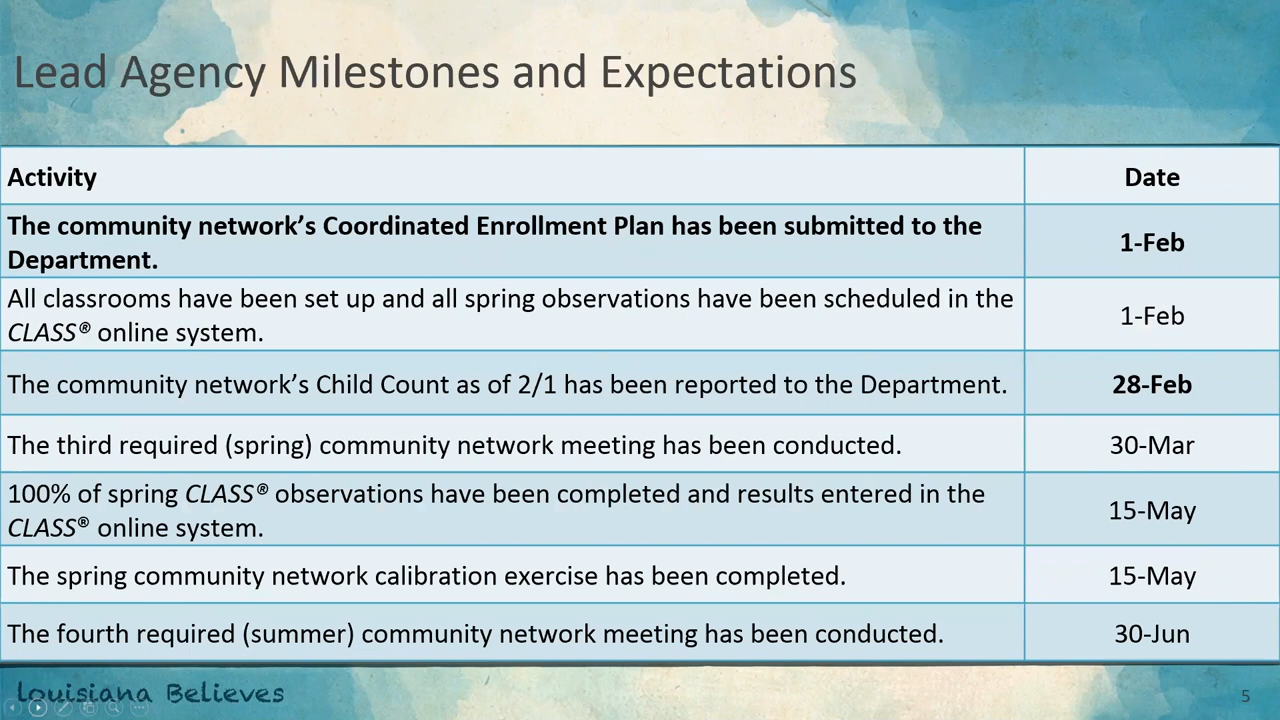 Lead Agency Milestones and Expectations
Activity
Date
The community network’s Coordinated Enrollment Plan has been submitted to the
Department.
1-Feb
All classrooms have been set up and all spring observations have been scheduled in the
CLASS® online system.
1-Feb
The community network’s Child Count as of 2/1 has been reported to the Department.
28-Feb
The third required (spring) community network meeting has been conducted.
30-Mar
100% of spring CLASS® observations have been completed and results entered in the
CLASS® online system.
15-May
The spring community network calibration exercise has been completed.
15-May
The fourth required (summer) community network meeting has been conducted.
30-Jun
Louisiana Believes
5